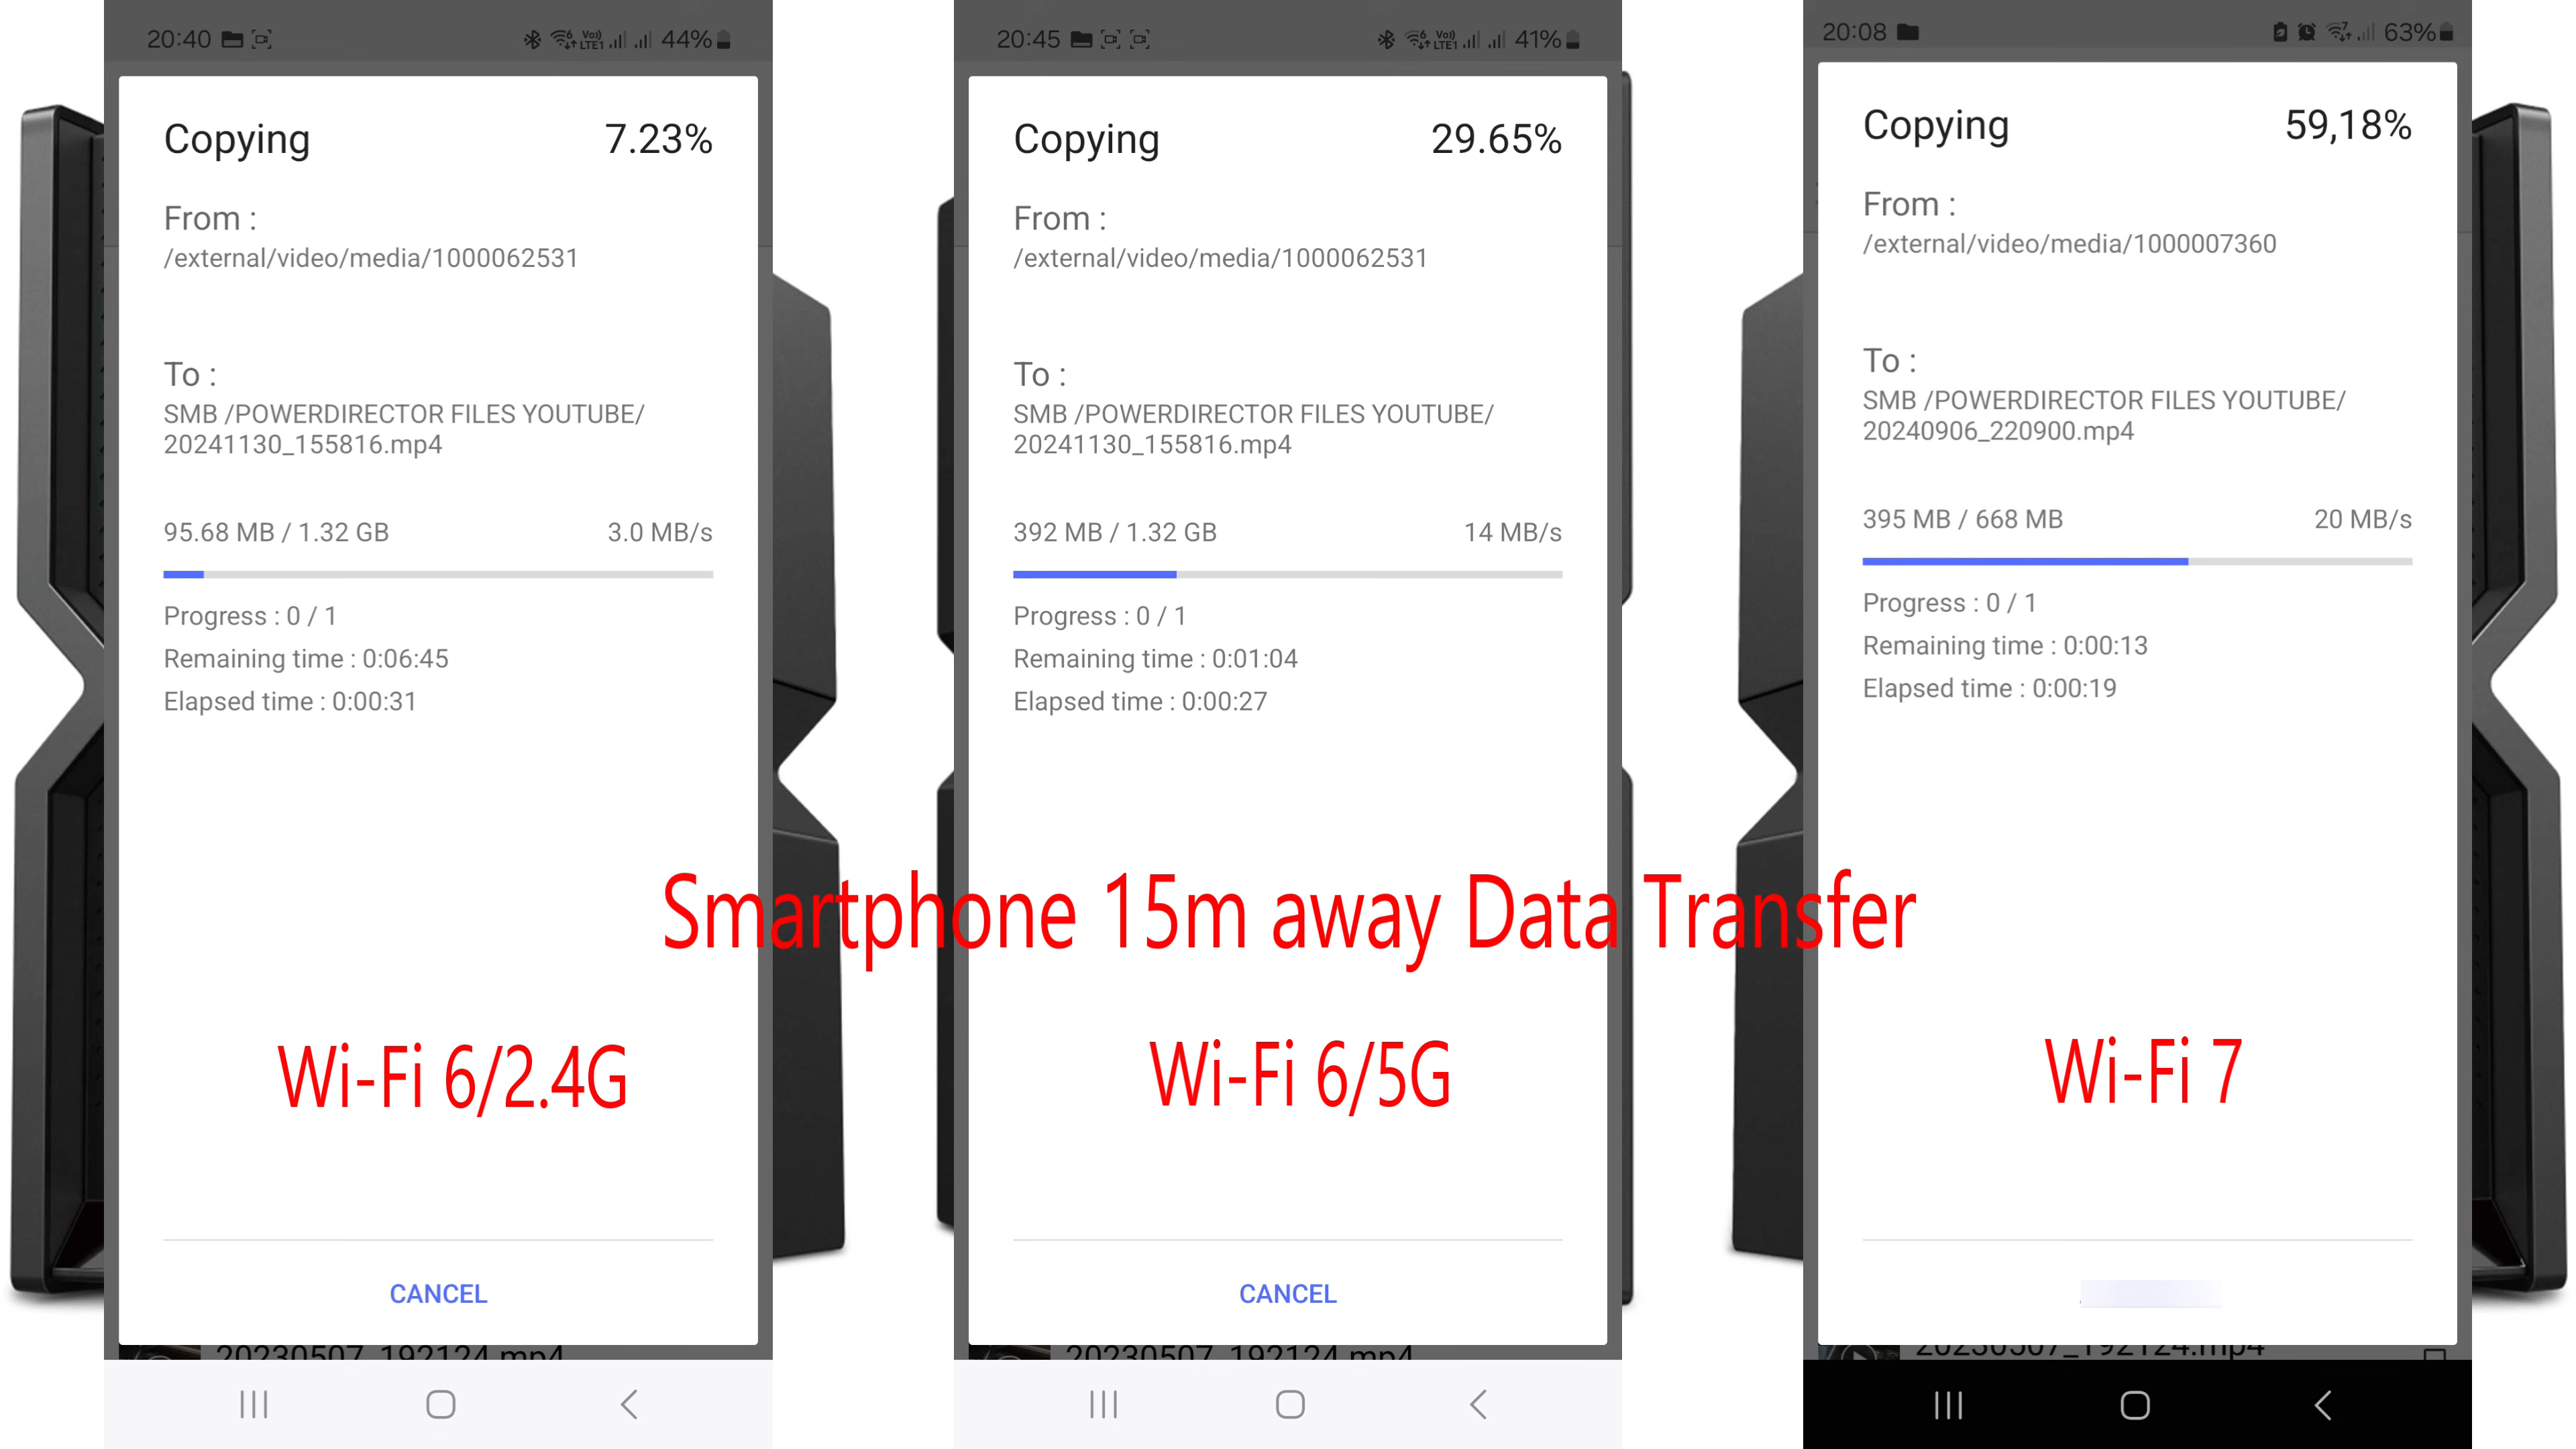 20:40
44%
Copying 7.23%
From :
/external/video/media/1000062531
To :
SMB /POWERDIRECTOR FILES YOUTUBE/
20241130_155816.mp4
95.68 MB / 1.32 GB 3.0 MB/s
Progress : 0 / 1
Remaining time : 0:06:45
Elapsed time : 0:00:31
Wi-Fi 6/2.4G
CANCEL
20230507_192124.mp4
20:45
41%
Copying 29.65%
From :
/external/video/media/1000062531
To :
SMB /POWERDIRECTOR FILES YOUTUBE/
20241130_155816.mp4
392 MB / 1.32 GB 14 MB/s
Progress : 0 / 1
Remaining time : 0:01:04
Elapsed time : 0:00:27
Smartphone 15m away Data Transfer
Wi-Fi 6/5G
CANCEL
20230507_192124.mp4
20:08
63%
Copying 59,18%
From :
/external/video/media/1000007360
To :
SMB /POWERDIRECTOR FILES YOUTUBE/
20240906_220900.mp4
395 MB / 668 MB 20 MB/s
Progress : 0 / 1
Remaining time : 0:00:13
Elapsed time : 0:00:19
Wi-Fi 7
20230507_192124.mp4